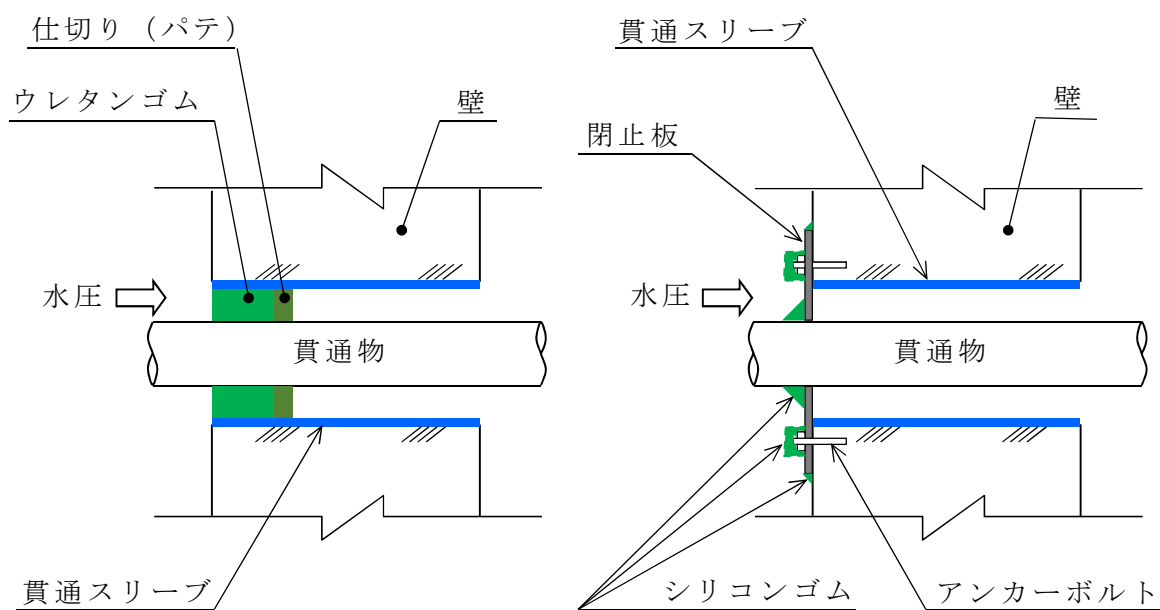 仕切り（パテ）
ウレタンゴム
壁
水圧
貫通物
貫通スリーブ
貫通スリーブ
壁
閉止板
水圧
貫通物
シリコンゴム
アンカーボルト